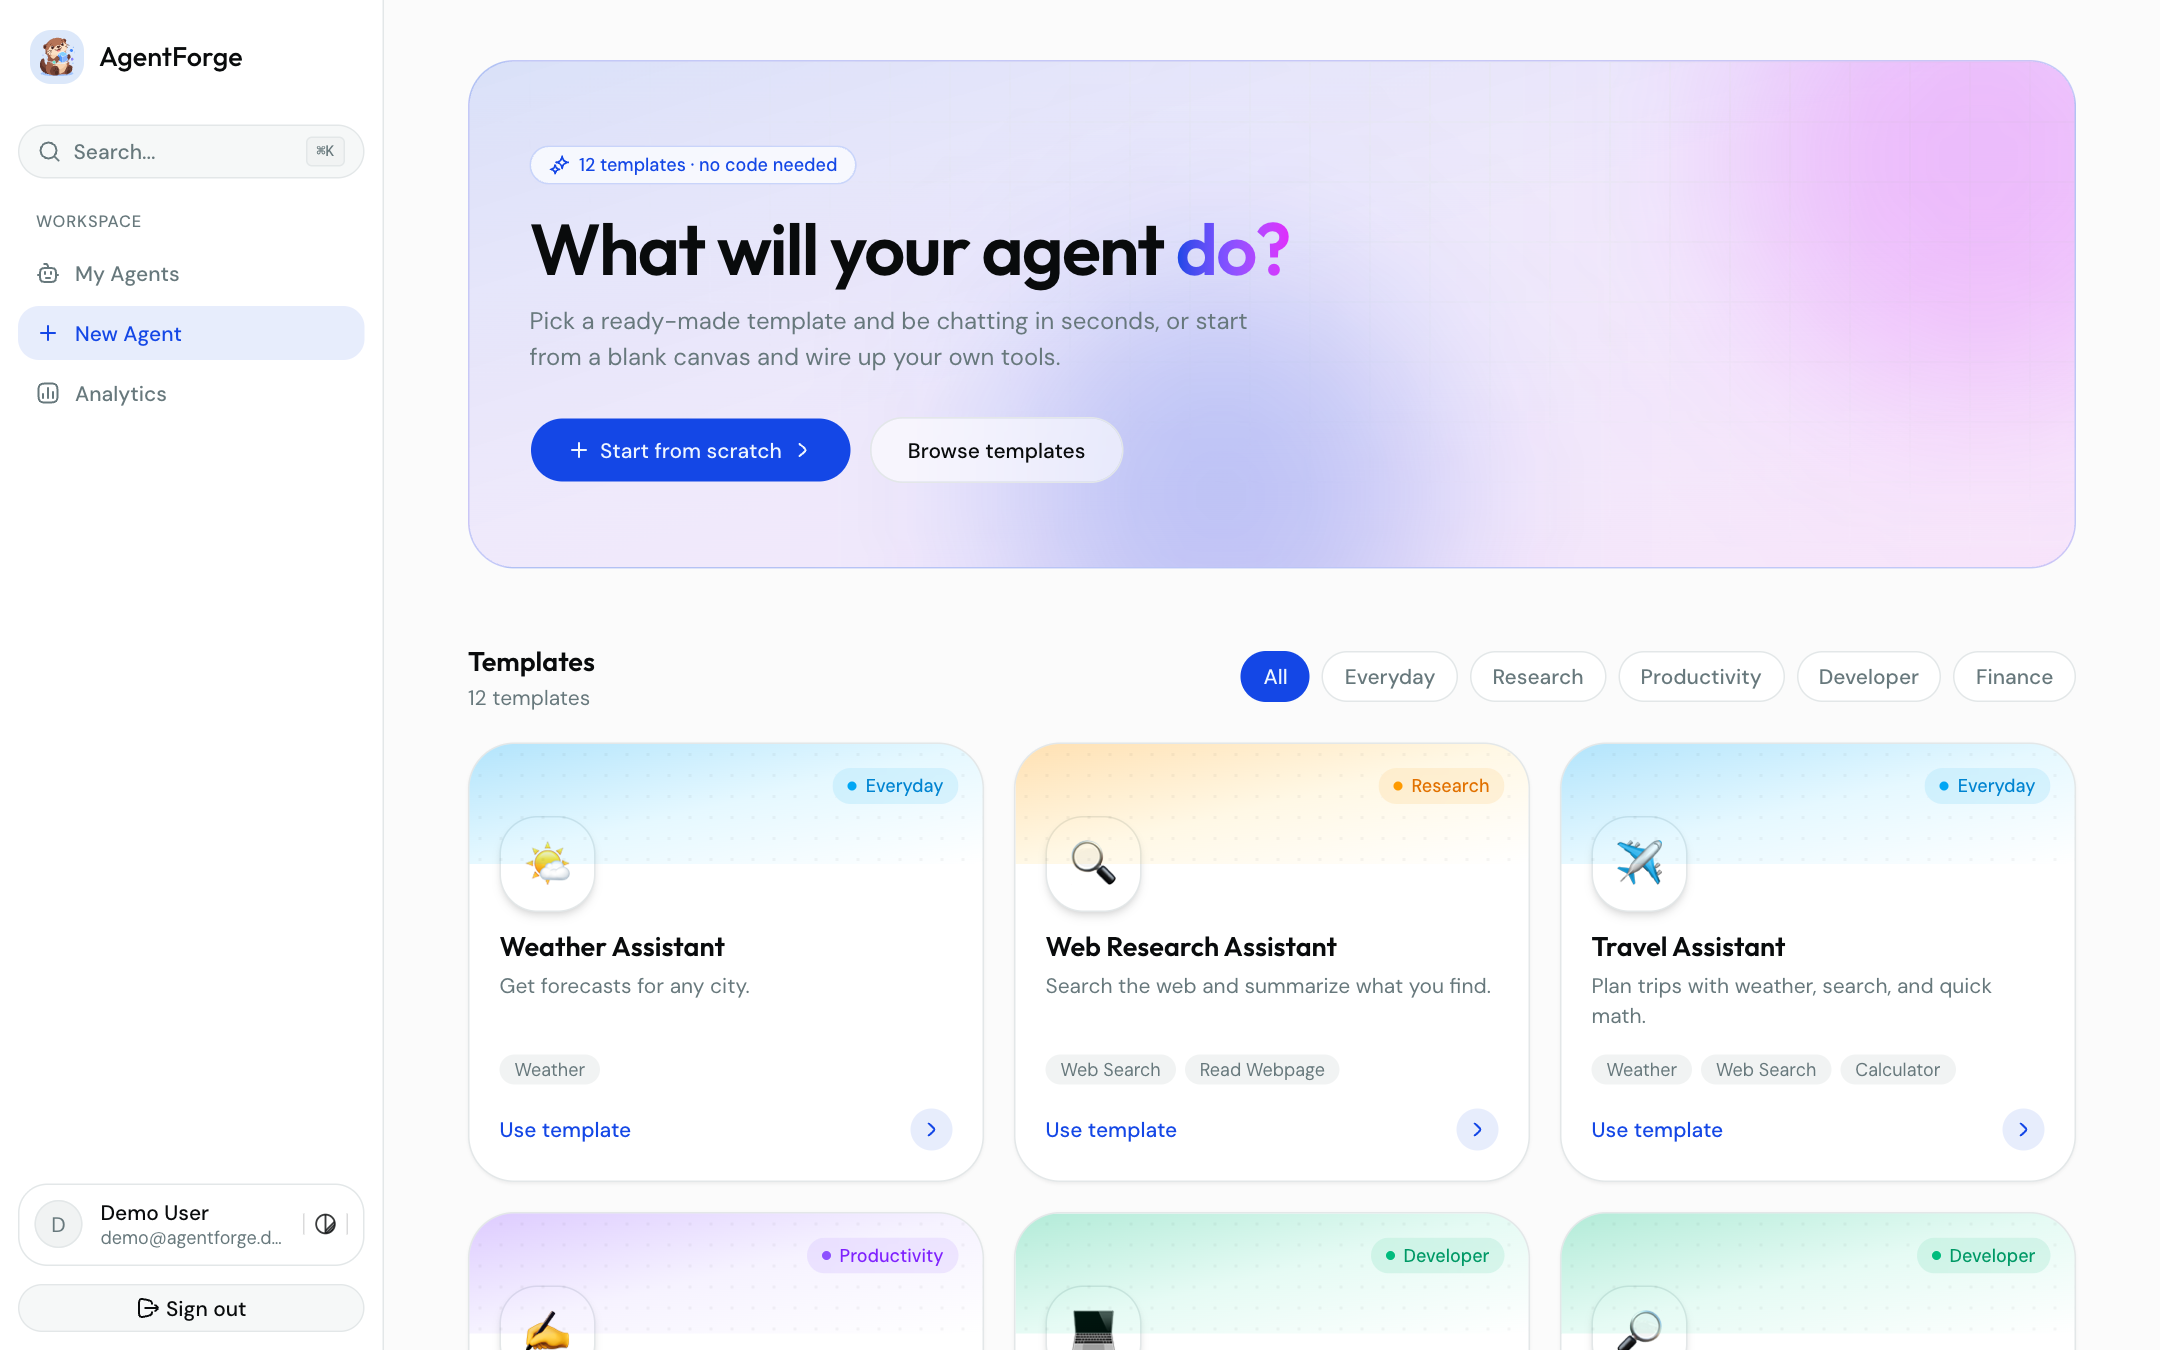 AgentForge
Search...
⌘K
WORKSPACE
My Agents
New Agent
Analytics
12 templates · no code needed
What will your agent do?
Pick a ready-made template and be chatting in seconds, or start
from a blank canvas and wire up your own tools.
Start from scratch
Browse templates
Templates
12 templates
All
Everyday
Research
Productivity
Developer
Finance
Everyday
Weather Assistant
Get forecasts for any city.
Weather
Use template
Research
Web Research Assistant
Search the web and summarize what you find.
Web Search
Read Webpage
Use template
Everyday
Travel Assistant
Plan trips with weather, search, and quick
math.
Weather
Web Search
Calculator
Use template
Productivity
Developer
Developer
D
Demo User
demo@agentforge.d...
Sign out